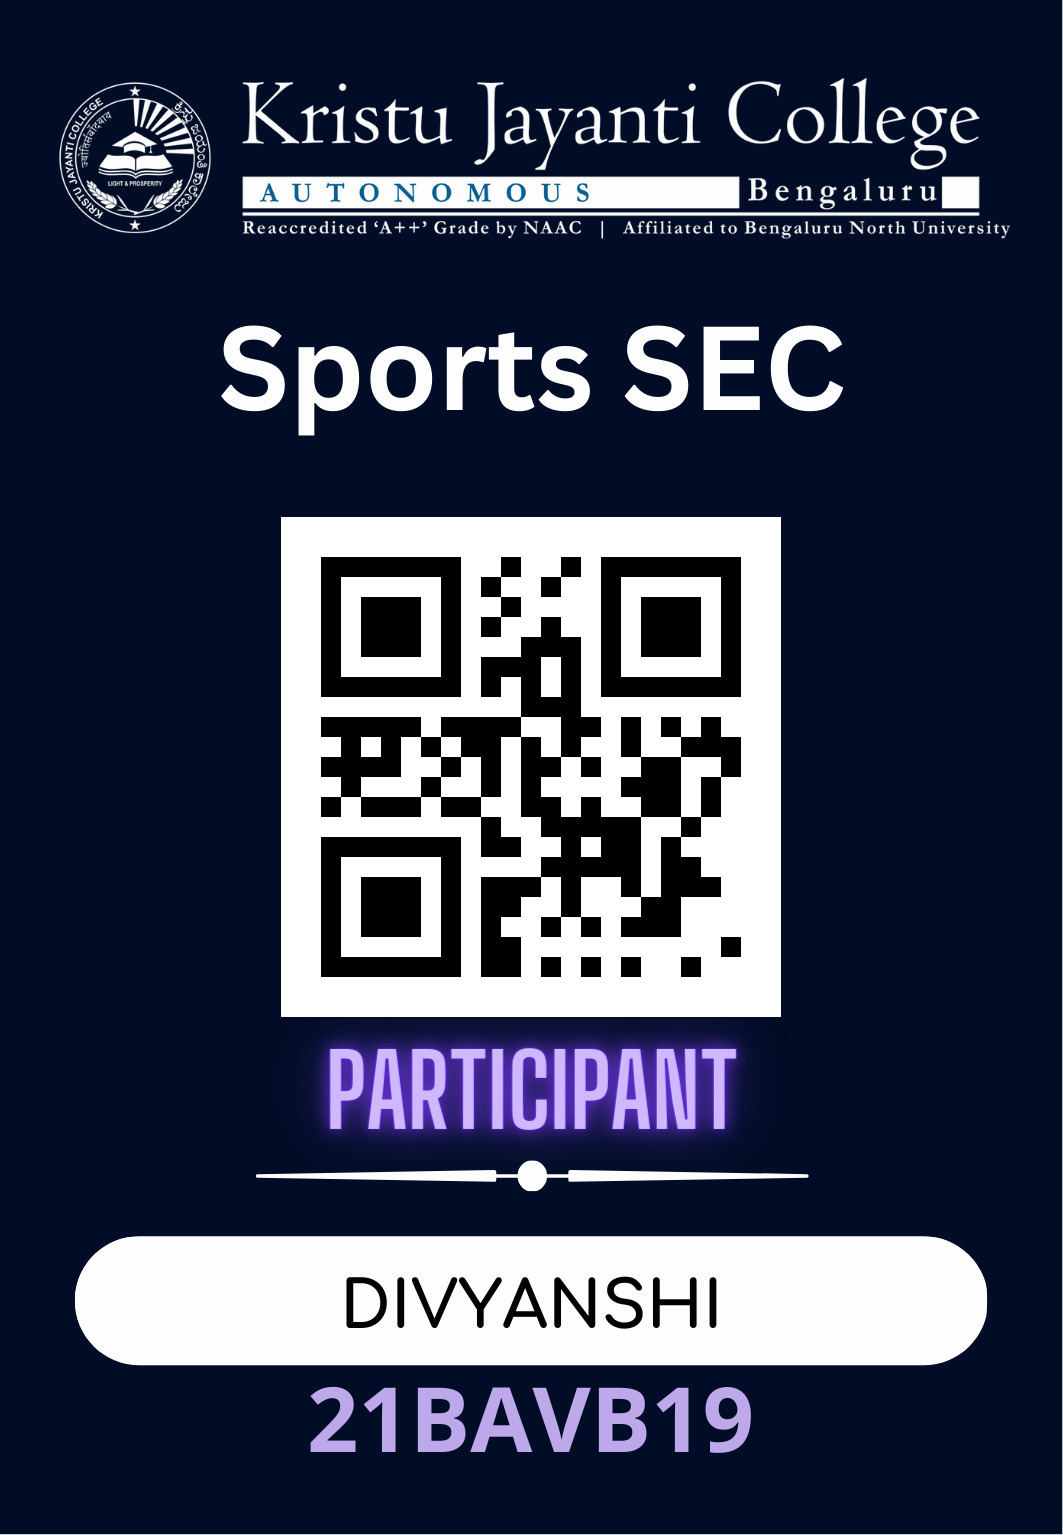 Kristu Jayanti College
AUTONOMOUS Bengaluru
Reaccredited ‘A++’ Grade by NAAC | Affiliated to Bengaluru North University
KRISTU JAYANTI COLLEGE
LIGHT & PROSPERITY
Sports SEC
PARTICIPANT
DIVYANSHI
21BAVB19